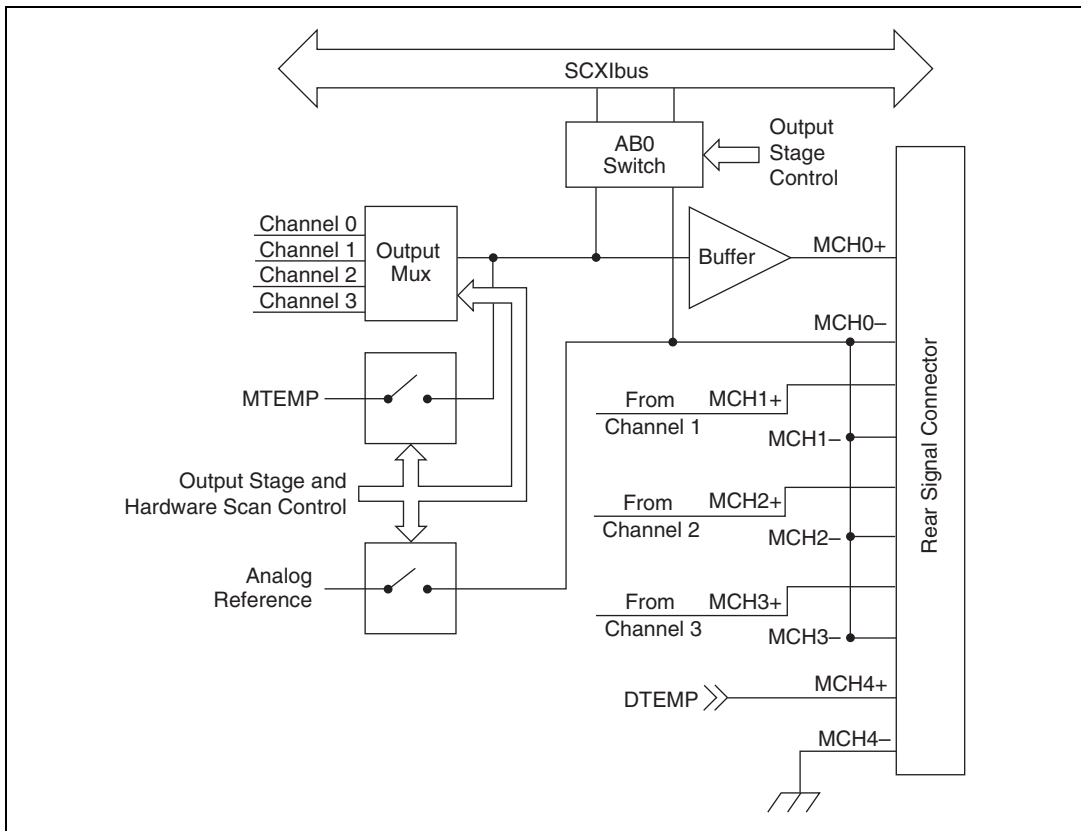 SCXIbus
AB0
Switch
Output
Stage
Control
Channel 0
Channel 1
Channel 2
Channel 3
Output
Mux
Buffer
MCH0+
MCH0–
MTEMP
From
Channel 1
MCH1+
MCH1–
Output Stage and
Hardware Scan Control
From
Channel 2
MCH2+
MCH2–
Analog
Reference
From
Channel 3
MCH3+
MCH3–
DTEMP
MCH4+
MCH4–
Rear Signal Connector